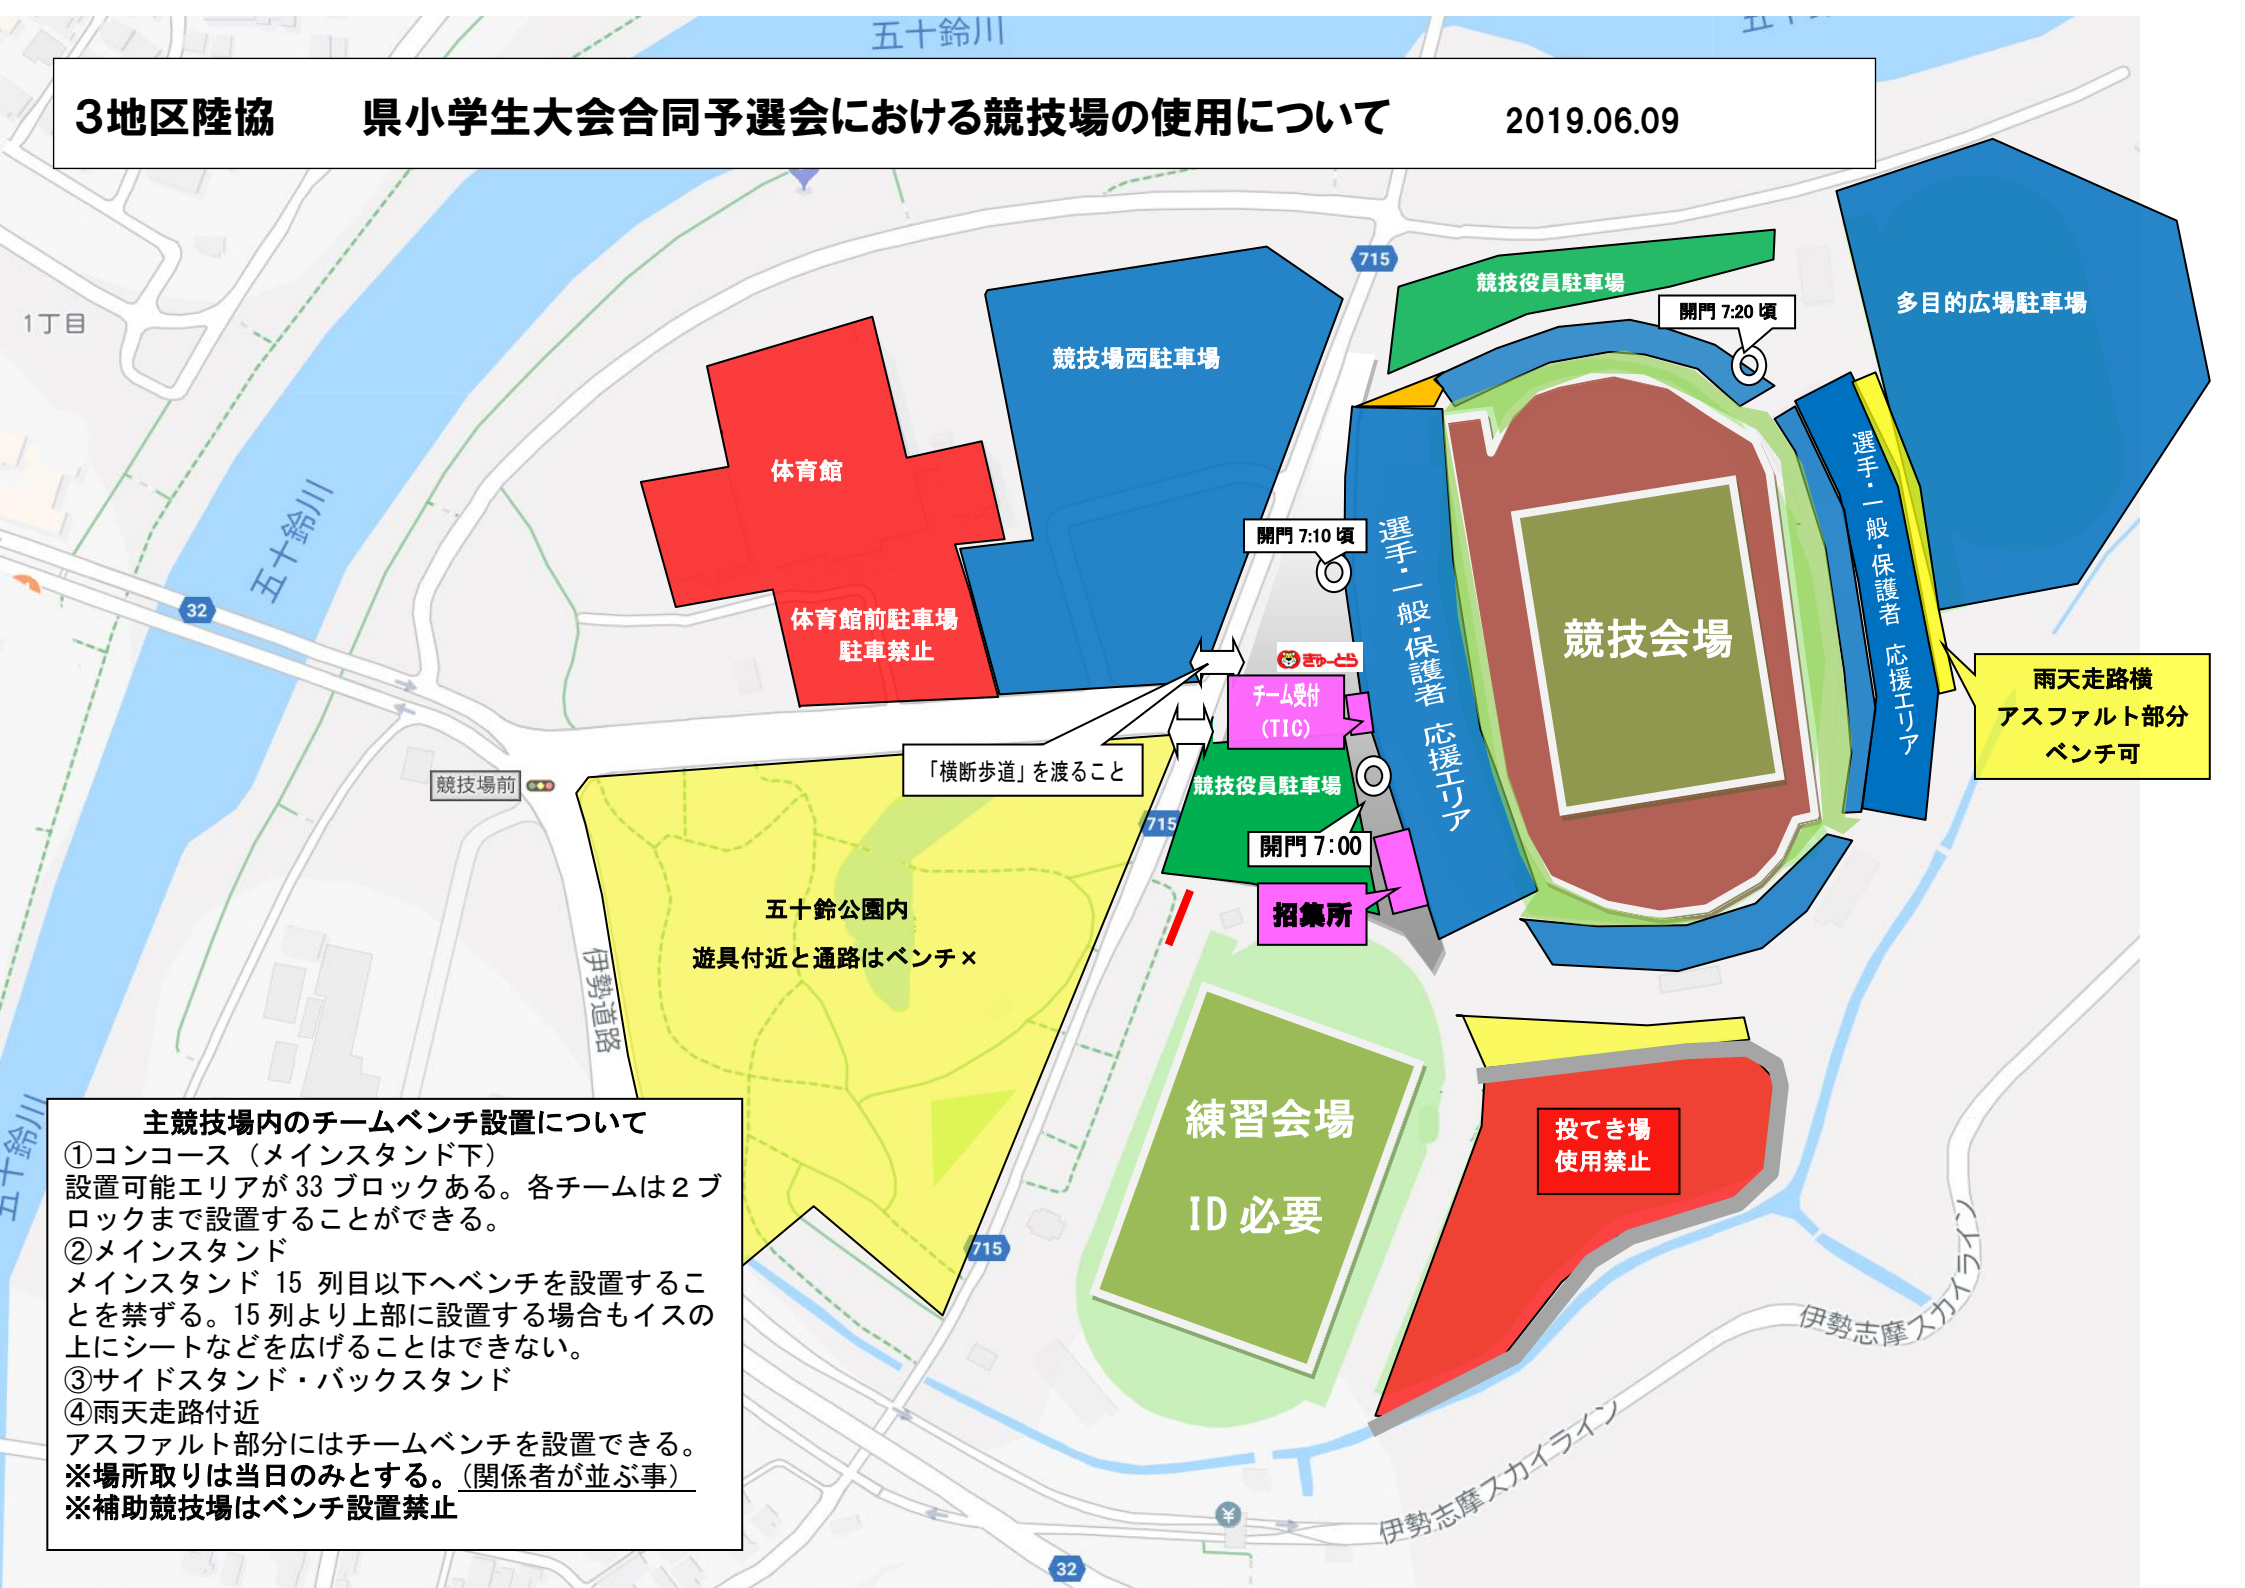 五十鈴川
3地区陸協　県小学生大会合同予選会における競技場の使用について　2019.06.09
1丁目
五十鈴川
32
715
競技役員駐車場
開門 7:20 頃
多目的広場駐車場
競技場西駐車場
体育館
体育館前駐車場
駐車禁止
開門 7:10 頃
選手・一般・保護者 応援エリア
競技会場
選手・一般・保護者 応援エリア
雨天走路横
アスファルト部分
ベンチ可
ぎゅーとら
チーム受付
(TIC)
「横断歩道」を渡ること
競技場前
競技役員駐車場
715
開門 7:00
招集所
五十鈴公園内
遊具付近と通路はベンチ×
伊勢道路
練習会場
ID 必要
投てき場
使用禁止
715
五十鈴川
主競技場内のチームベンチ設置について
①コンコース（メインスタンド下）
設置可能エリアが 33 ブロックある。各チームは２ブ
ロックまで設置することができる。
②メインスタンド
メインスタンド 15 列目以下へベンチを設置するこ
とを禁ずる。15 列より上部に設置する場合もイスの
上にシートなどを広げることはできない。
③サイドスタンド・バックスタンド
④雨天走路付近
アスファルト部分にはチームベンチを設置できる。
※場所取りは当日のみとする。（関係者が並ぶ事）
※補助競技場はベンチ設置禁止
伊勢志摩スカイライン
伊勢志摩スカイライン
¥
32